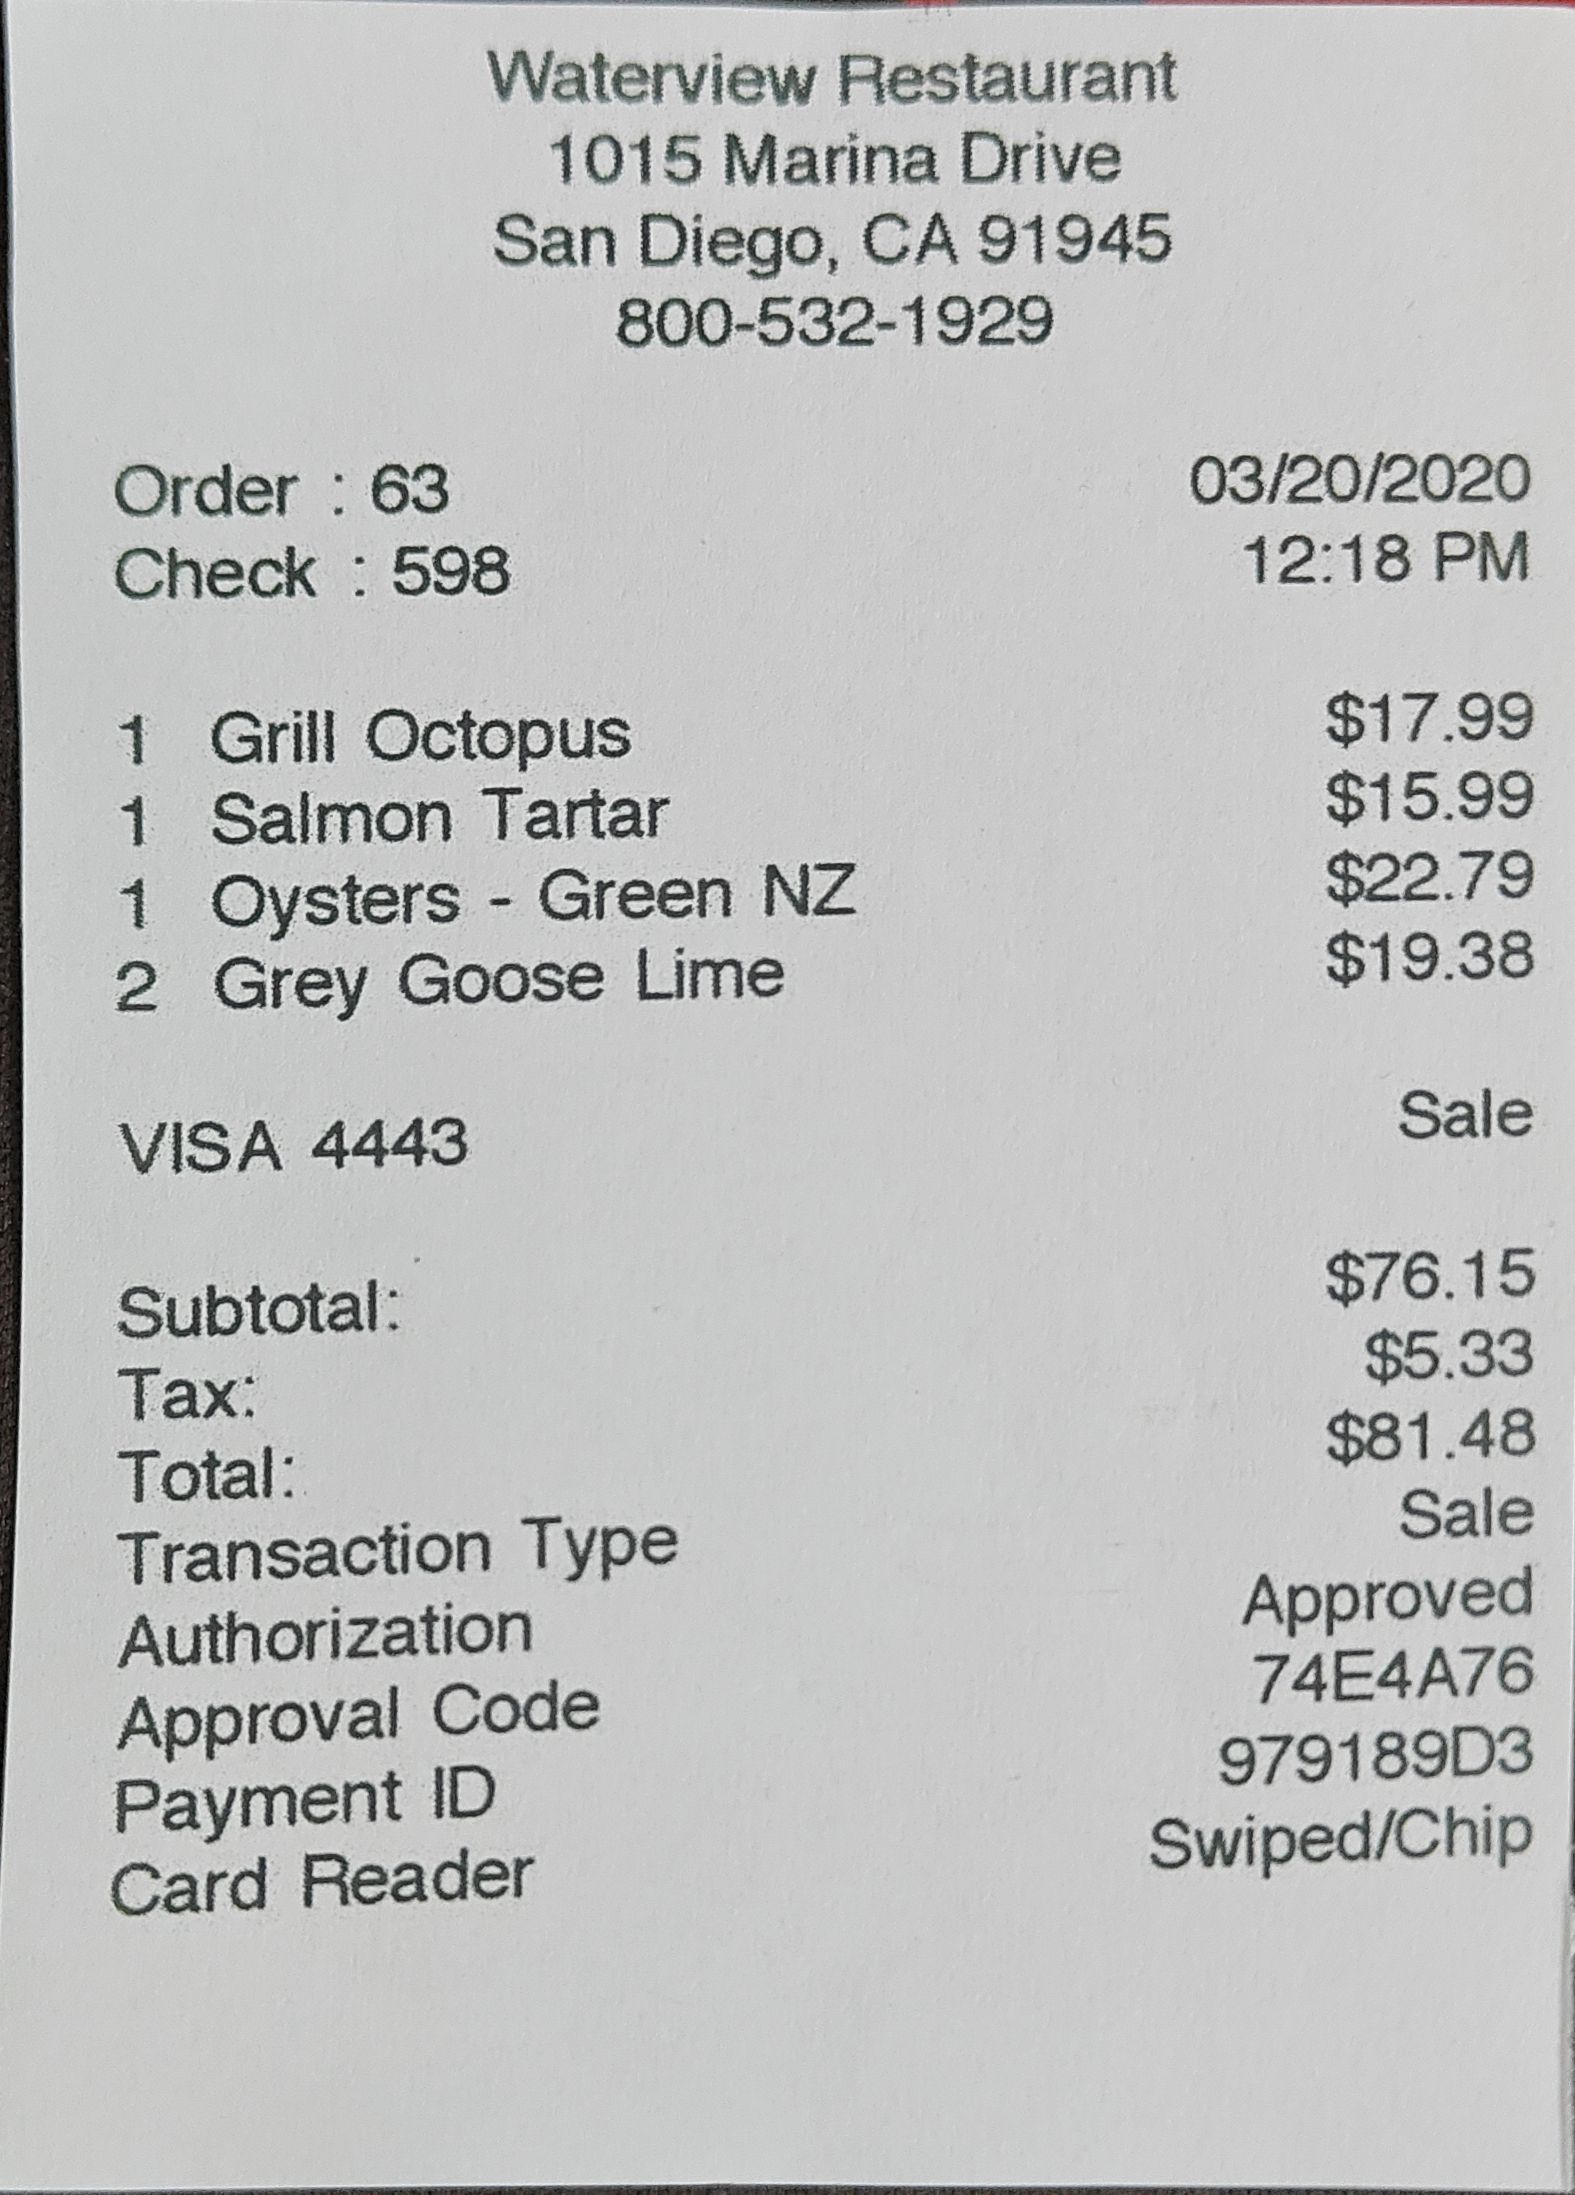 Waterview Restaurant
1015 Marina Drive
San Diego, CA 91945
800-532-1929
Order : 63 03/20/2020
Check : 598 12:18 PM
1 Grill Octopus $17.99
1 Salmon Tartar $15.99
1 Oysters - Green NZ $22.79
2 Grey Goose Lime $19.38
VISA 4443 Sale
Subtotal: $76.15
Tax: $5.33
Total: $81.48
Transaction Type Sale
Authorization Approved
Approval Code 74E4A76
Payment ID 979189D3
Card Reader Swiped/Chip